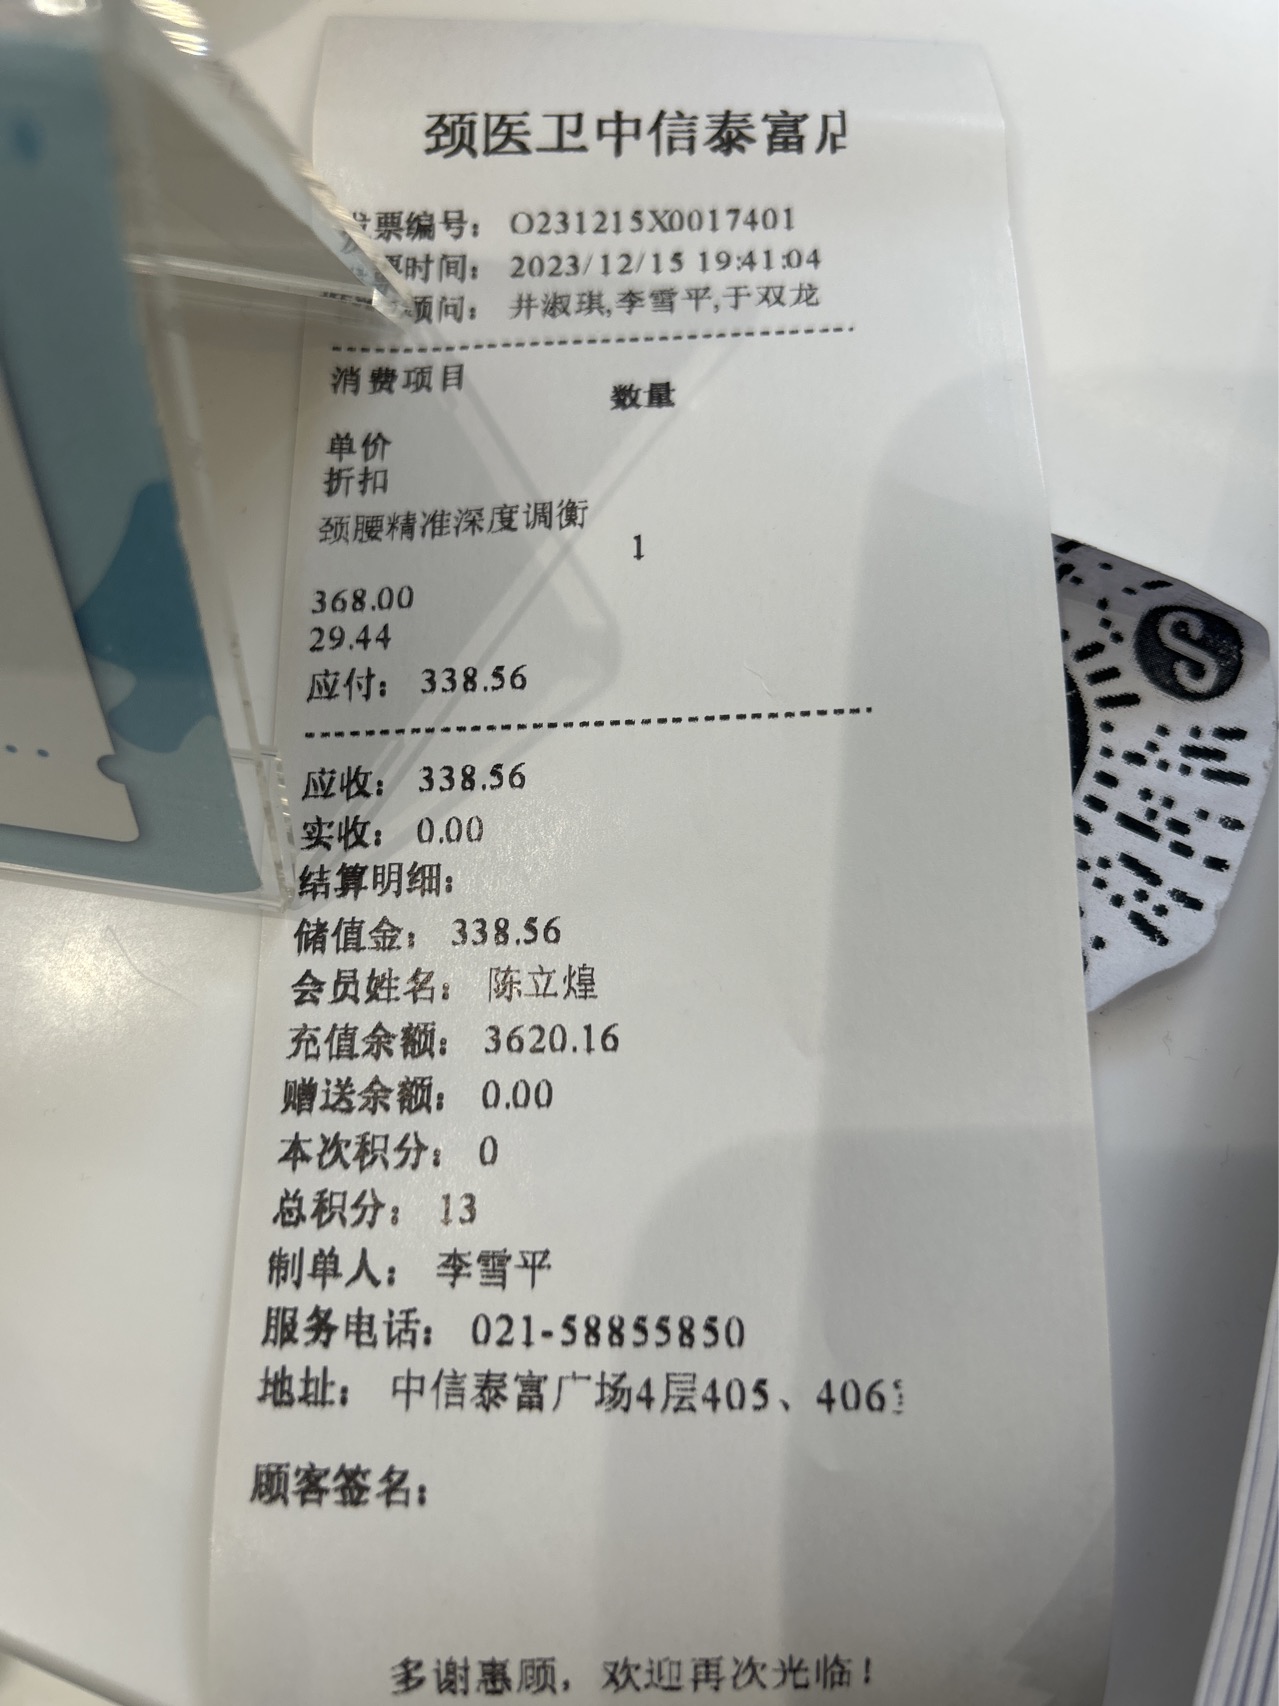 颈医卫中信泰富店
票编号： O231215X0017401
时间： 2023/12/15 19:41:04
顾问： 井淑琪,李雪平,于双龙
消费项目
数量
单价
折扣
颈腰精准深度调衡
1
368.00
29.44
应付： 338.56
应收： 338.56
实收： 0.00
结算明细:
储值金： 338.56
会员姓名： 陈立煌
充值余额： 3620.16
赠送余额： 0.00
本次积分： 0
总积分： 13
制单人： 李雪平
服务电话： 021-58855850
地址： 中信泰富广场4层405、406
顾客签名:
多谢惠顾，欢迎再次光临！